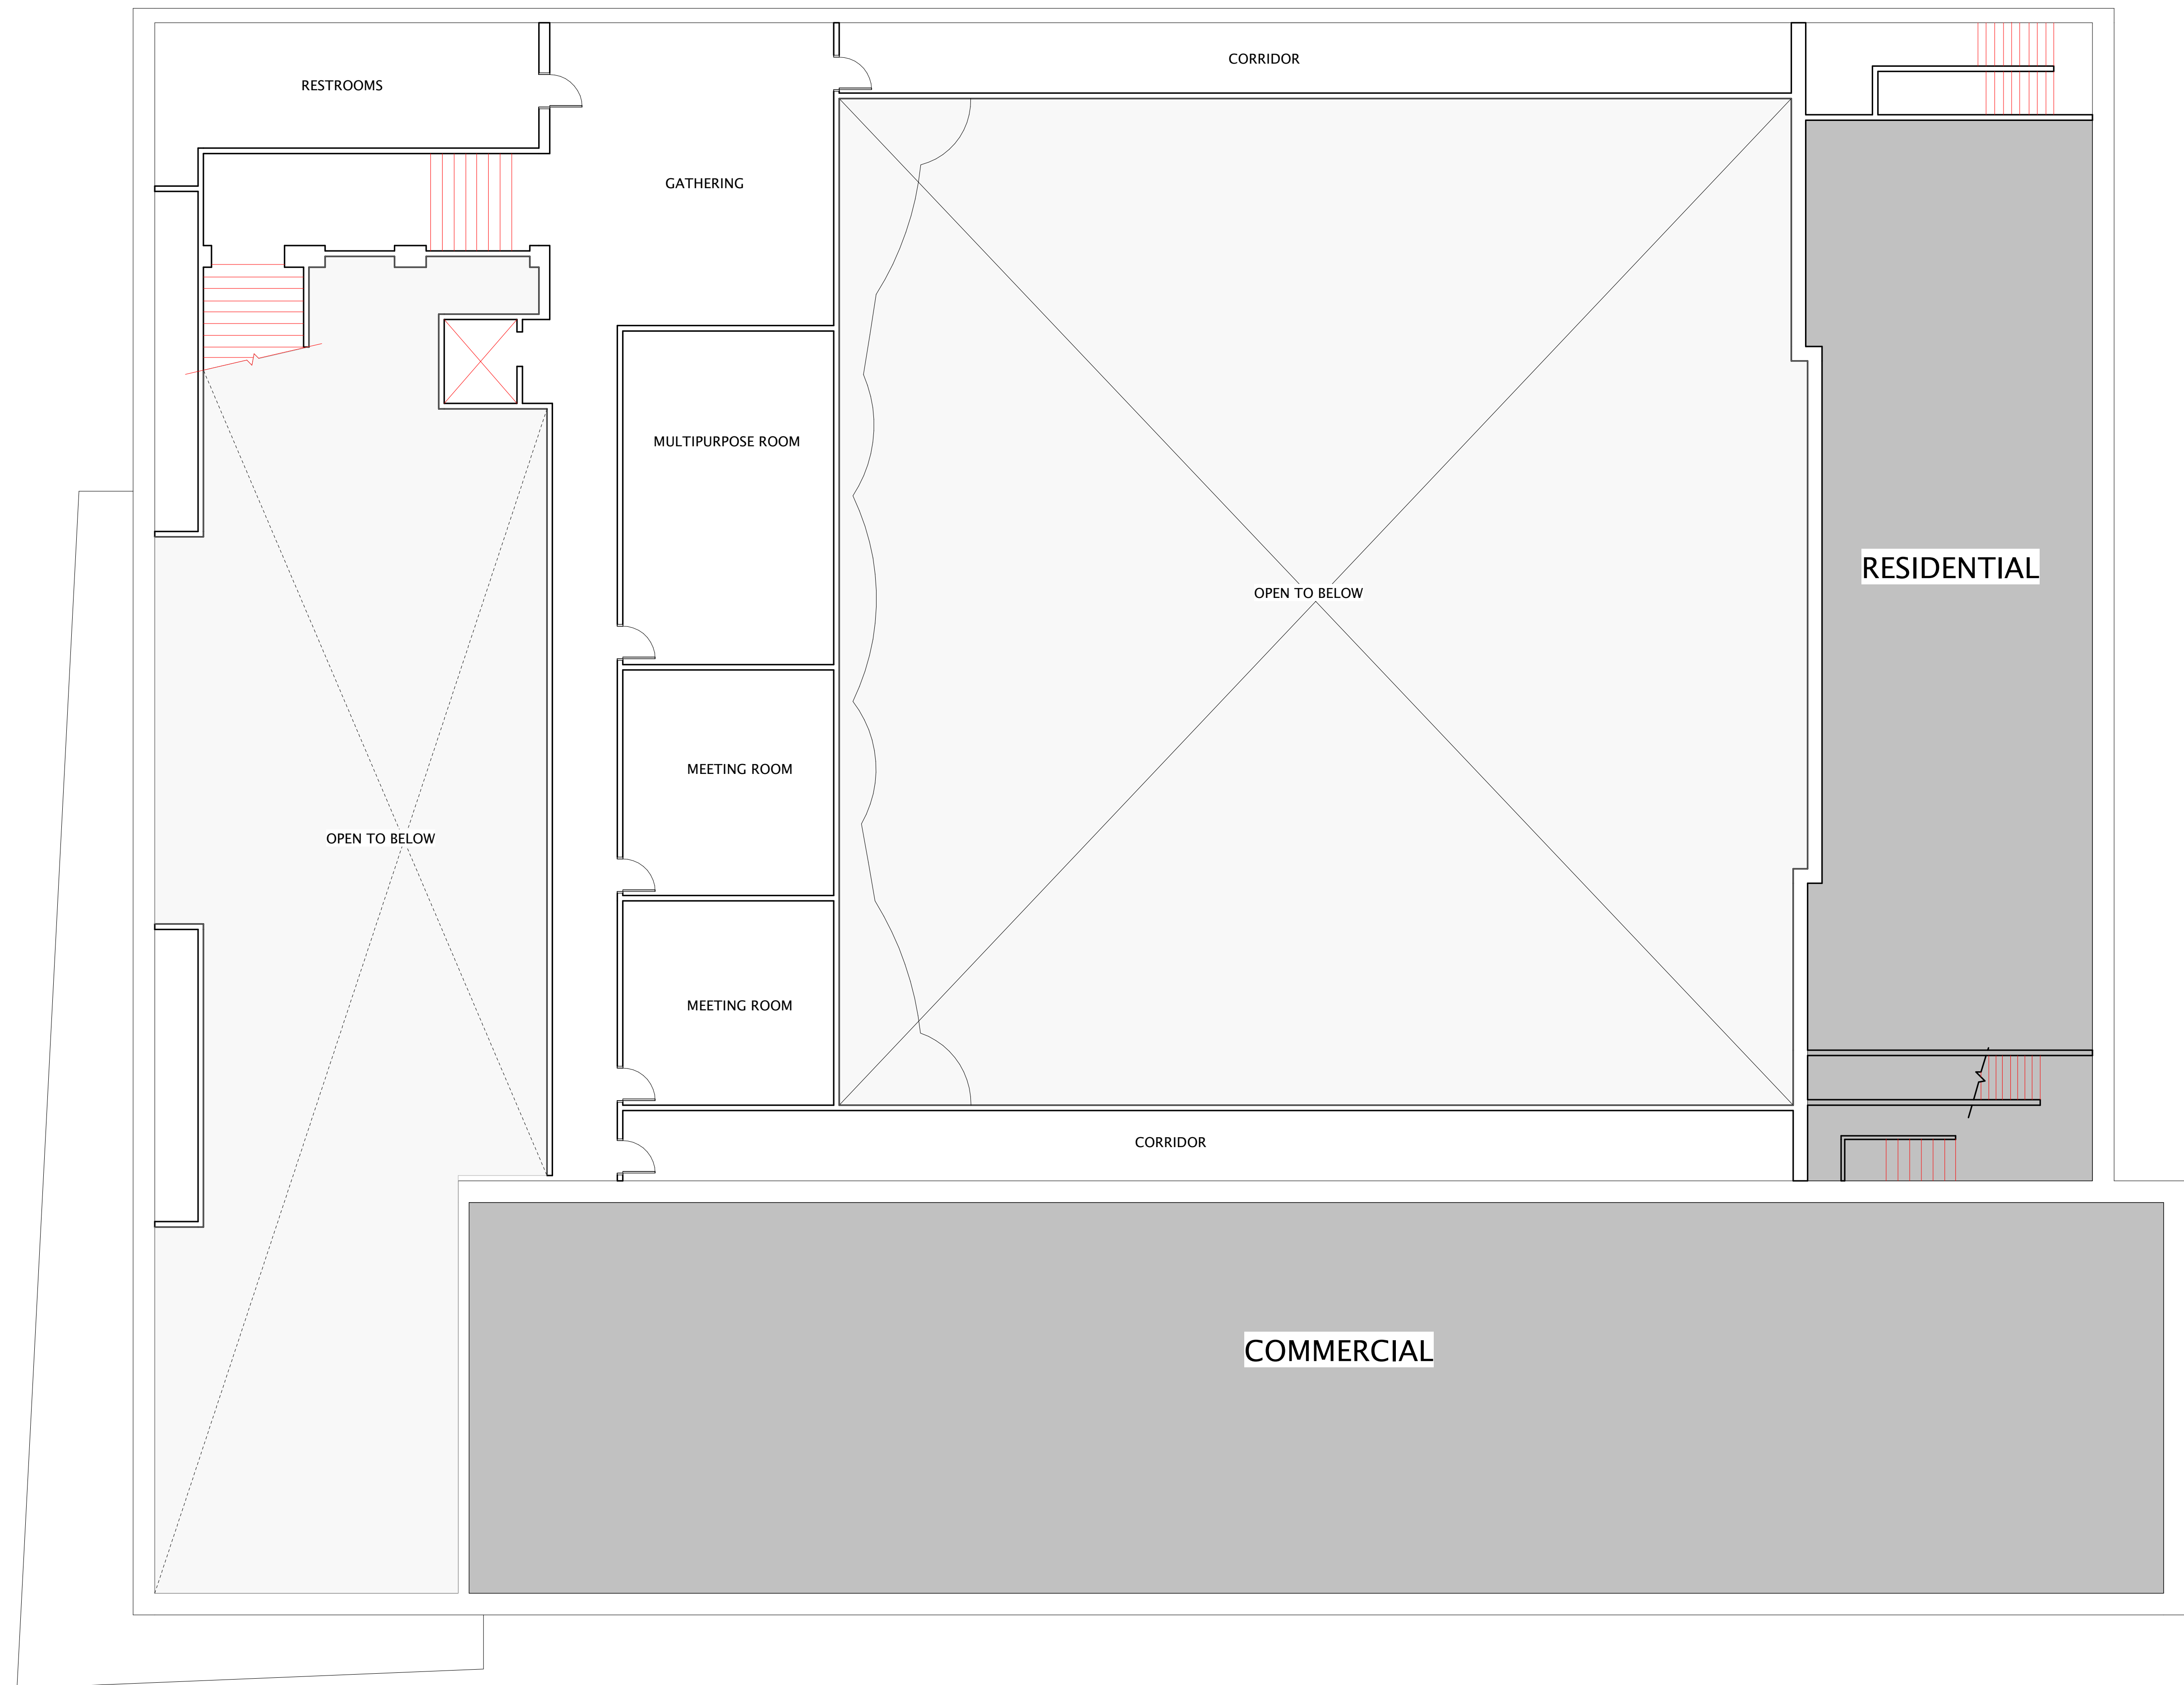 CORRIDOR
RESTROOMS
GATHERING
MULTIPURPOSE ROOM
RESIDENTIAL
OPEN TO BELOW
MEETING ROOM
OPEN TO BELOW
MEETING ROOM
CORRIDOR
COMMERCIAL